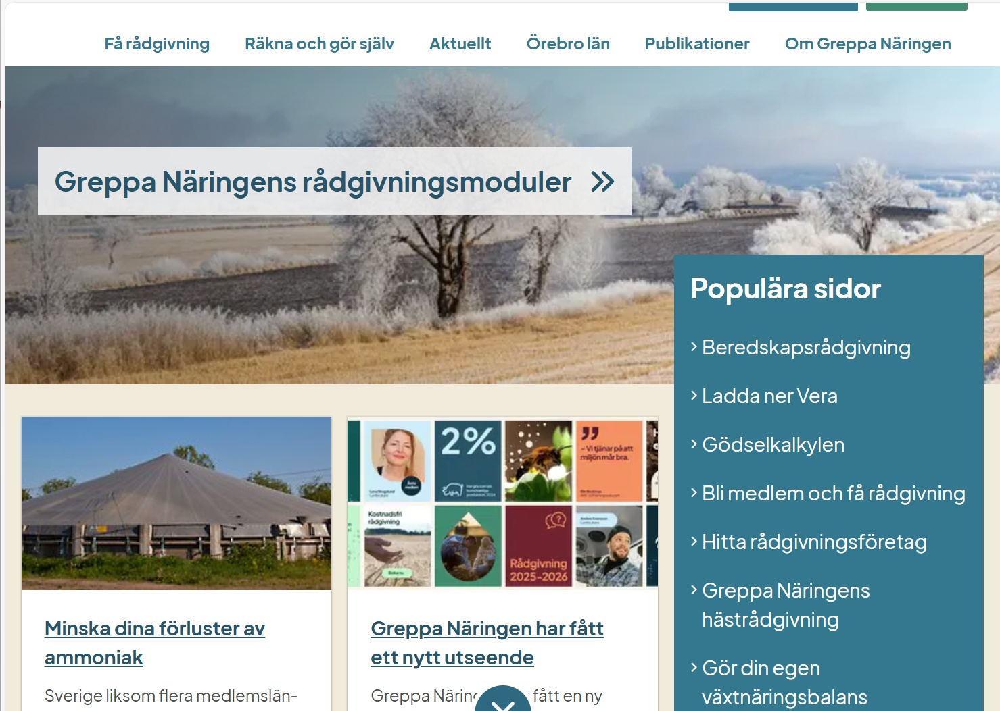 Få rådgivning
Räkna och gör själv
Aktuellt
Örebro län
Publikationer
Om Greppa Näringen
Greppa Näringens rådgivningsmoduler
Populära sidor
Beredskapsrådgivning
Ladda ner Vera
Gödselkalkylen
Bli medlem och få rådgivning
Hitta rådgivningsföretag
Greppa Näringens
hästrådgivning
Gör din egen
växtnäringsbalans
Minska dina förluster av
ammoniak
Sverige liksom flera medlemslän-
2%
– Vi tjänar på att
miljön mår bra.
Kostnadsfri
rådgivning
Rådgivning
2025-2026
Greppa Näringen har fått
ett nytt utseende
Greppa fått en ny